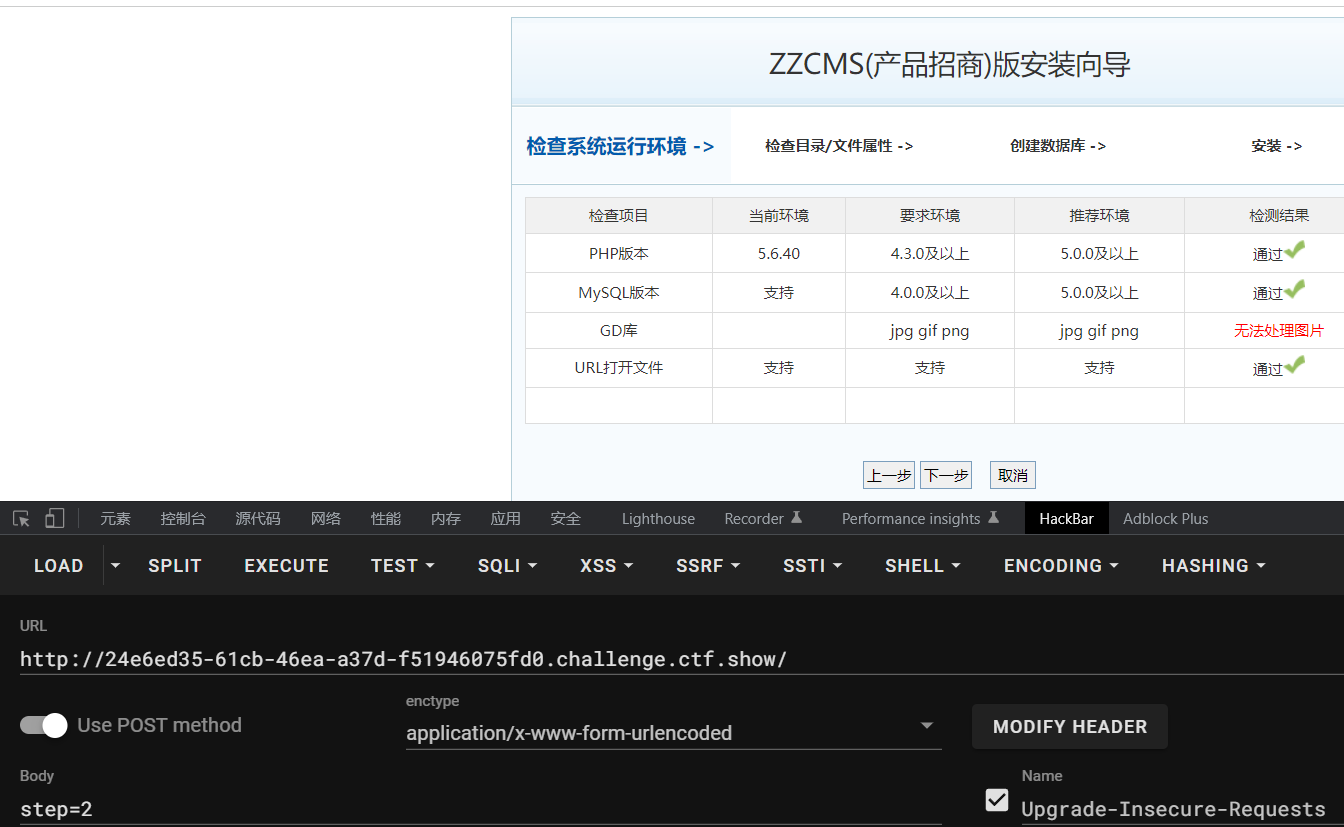 ZZCMS(产品招商)版安装向导
检查系统运行环境 -> 检查目录/文件属性 -> 创建数据库 -> 安装 ->
检查项目 当前环境 要求环境 推荐环境 检测结果
PHP版本 5.6.40 4.3.0及以上 5.0.0及以上 通过
MySQL版本 支持 4.0.0及以上 5.0.0及以上 通过
GD库 jpg gif png jpg gif png 无法处理图片
URL打开文件 支持 支持 支持 通过
上一步 下一步 取消
元素 控制台 源代码 网络 性能 内存 应用 安全 Lighthouse Recorder Performance insights HackBar Adblock Plus
LOAD SPLIT EXECUTE TEST SQLI XSS SSRF SSTI SHELL ENCODING HASHING
URL
http://24e6ed35-61cb-46ea-a37d-f51946075fd0.challenge.ctf.show/
enctype
Use POST method application/x-www-form-urlencoded MODIFY HEADER
Body Name
step=2 Upgrade-Insecure-Requests